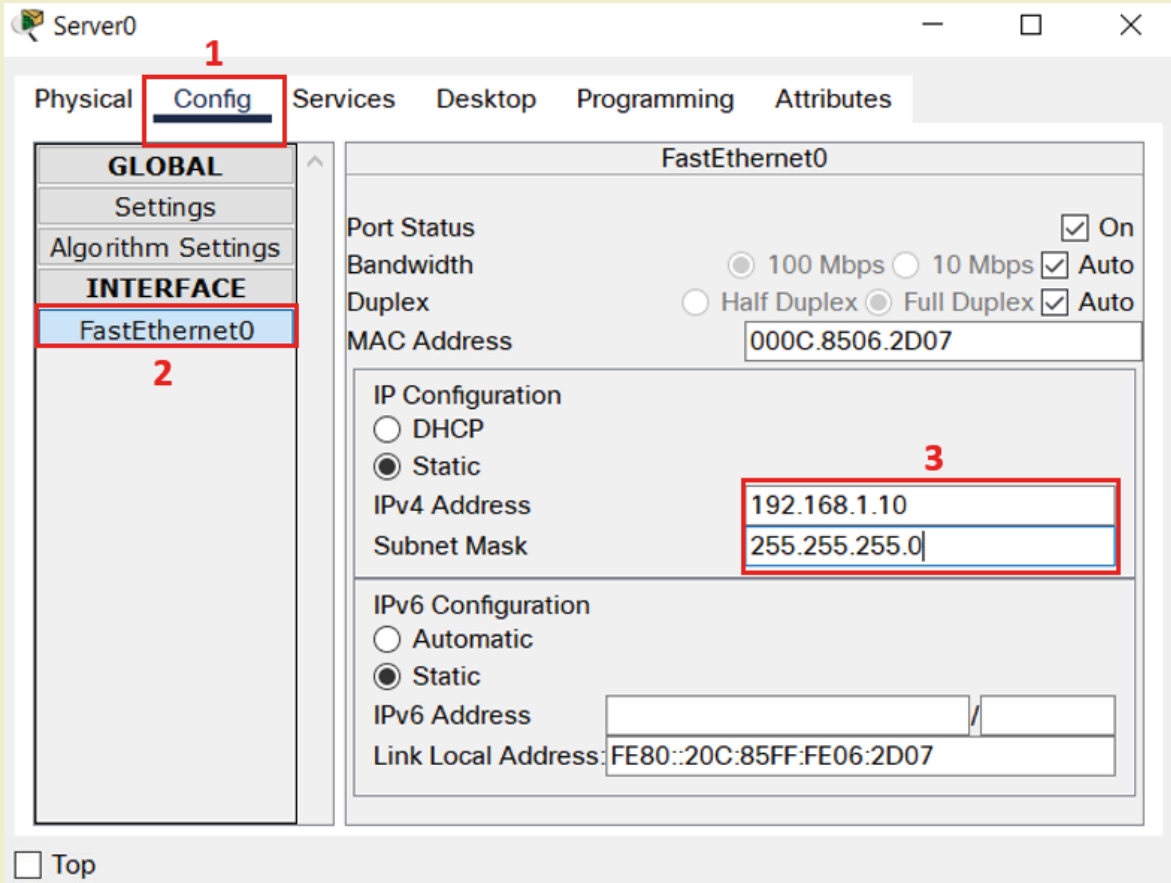 Server0
1
Physical Config Services Desktop Programming Attributes
GLOBAL
Settings
Algorithm Settings
INTERFACE
FastEthernet0
2
FastEthernet0
Port Status On
Bandwidth 100 Mbps 10 Mbps Auto
Duplex Half Duplex Full Duplex Auto
MAC Address 000C.8506.2D07
IP Configuration
DHCP
Static
3
IPv4 Address 192.168.1.10
Subnet Mask 255.255.255.0
IPv6 Configuration
Automatic
Static
IPv6 Address /
Link Local Address: FE80::20C:85FF:FE06:2D07
Top